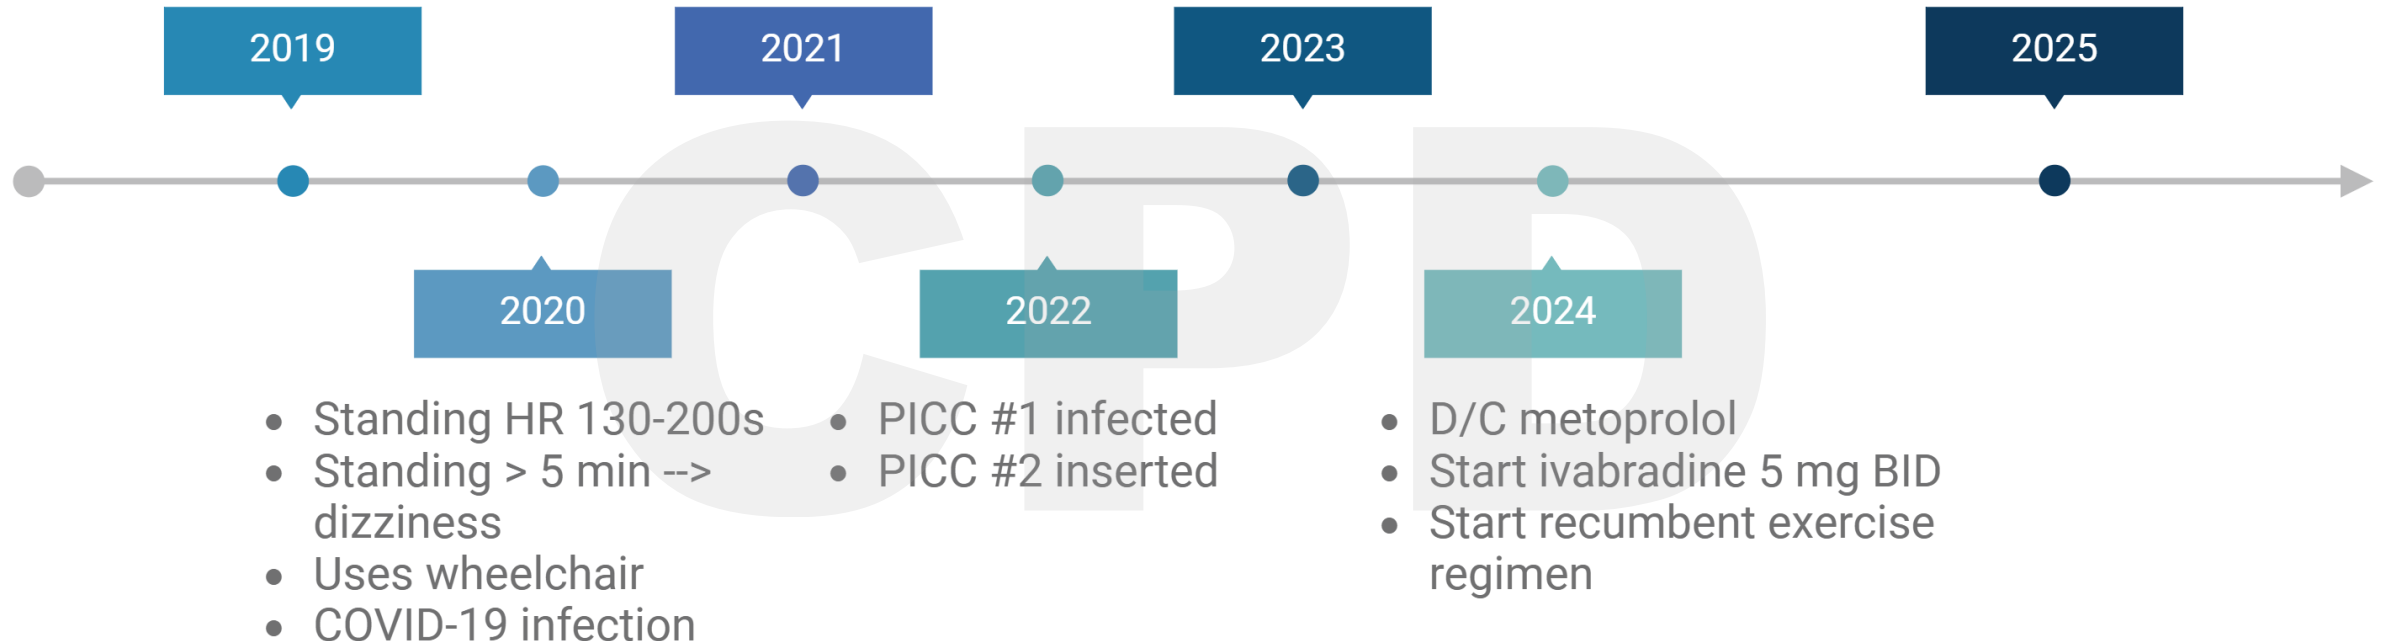 2019
2021
2023
2025
2020
2022
2024
CPD
• Standing HR 130-200s
• Standing > 5 min -->
dizziness
• Uses wheelchair
• COVID-19 infection
• PICC #1 infected
• PICC #2 inserted
• D/C metoprolol
• Start ivabradine 5 mg BID
• Start recumbent exercise
regimen